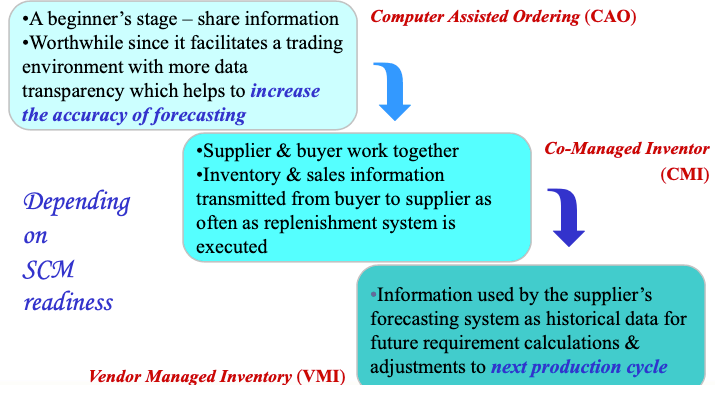 •A beginner’s stage – share information
•Worthwhile since it facilitates a trading
environment with more data
transparency which helps to increase
the accuracy of forecasting
Computer Assisted Ordering (CAO)
•Supplier & buyer work together
•Inventory & sales information
transmitted from buyer to supplier as
often as replenishment system is
executed
Co-Managed Inventor
(CMI)
Depending
on
SCM
readiness
•Information used by the supplier’s
forecasting system as historical data for
future requirement calculations &
adjustments to next production cycle
Vendor Managed Inventory (VMI)